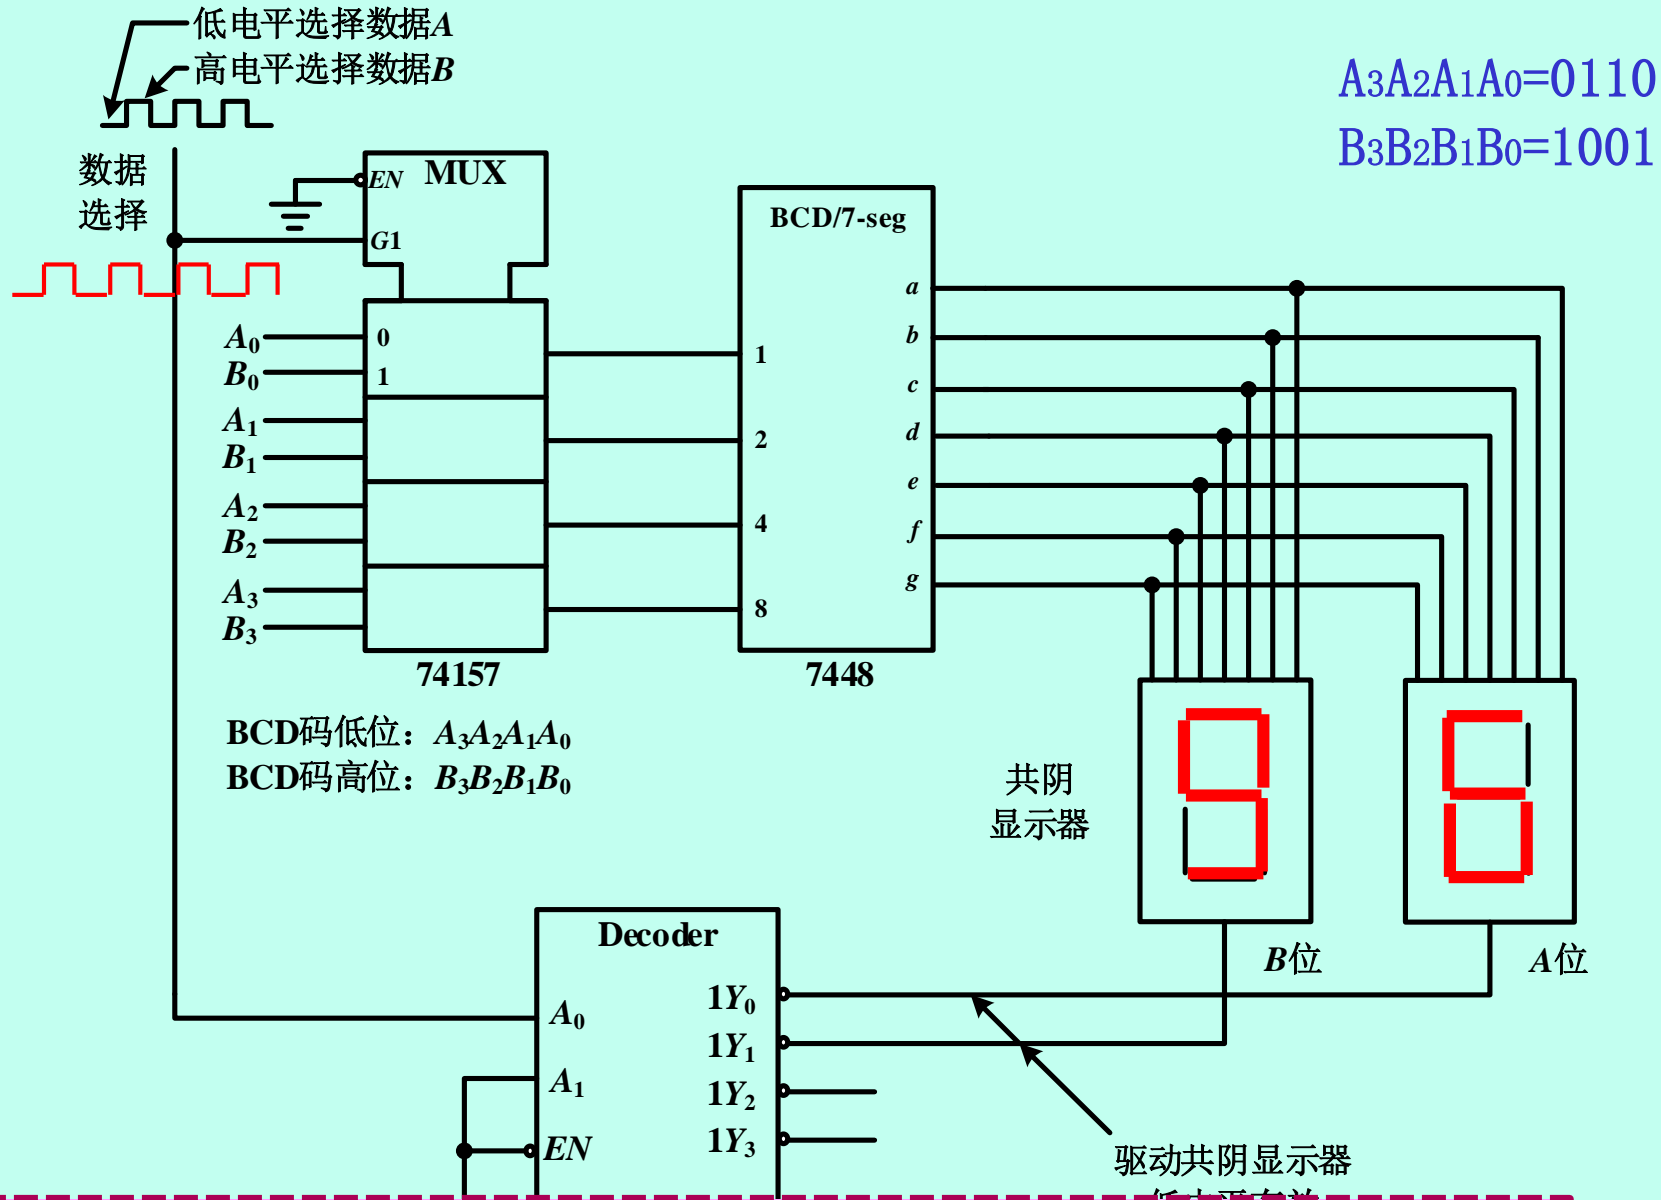 低电平选择数据A
高电平选择数据B
A3A2A1A0=0110
B3B2B1B0=1001
数据
选择
EN
MUX
G1
BCD/7-seg
A0
0
B0
1
A1
B1
A2
B2
A3
B3
1
2
4
8
a
b
c
d
e
f
g
74157
7448
BCD码低位：A3A2A1A0
BCD码高位：B3B2B1B0
共阴
显示器
B位
A位
Decoder
A0
A1
EN
1Y0
1Y1
1Y2
1Y3
驱动共阴显示器